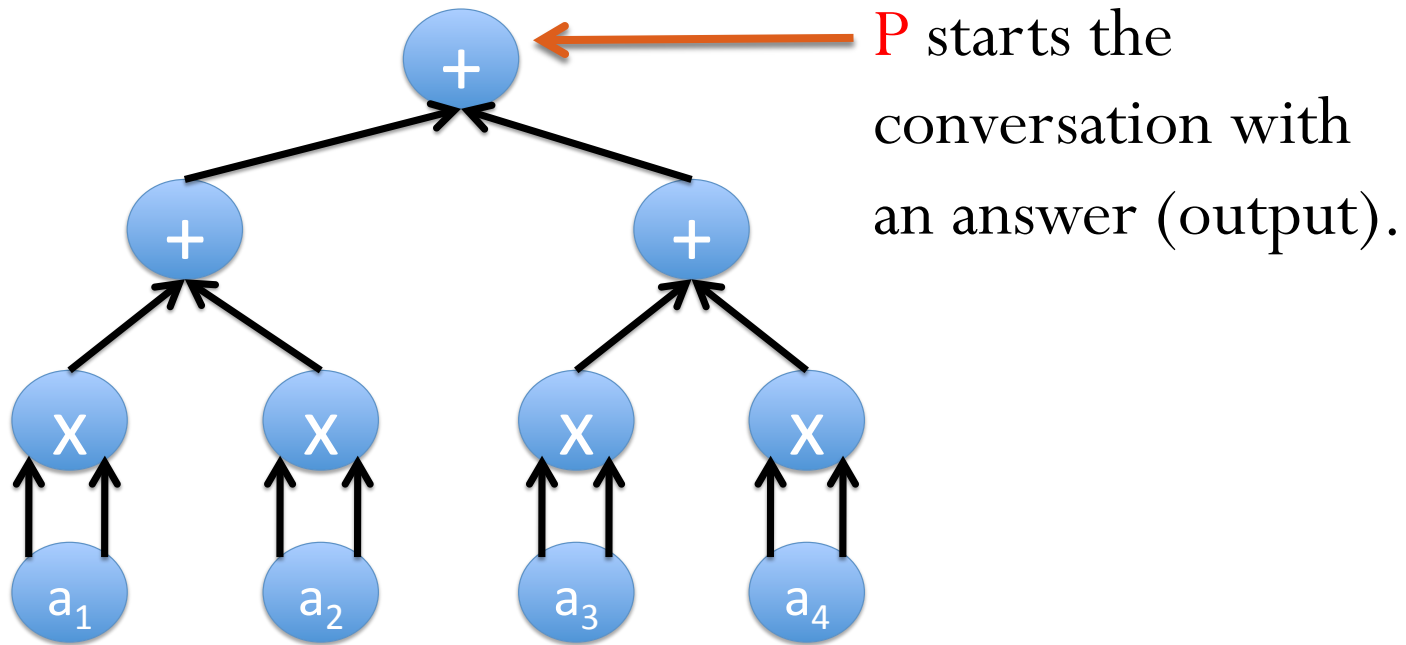 +
P starts the
conversation with
an answer (output).
+ +
x x x x
a₁ a₂ a₃ a₄